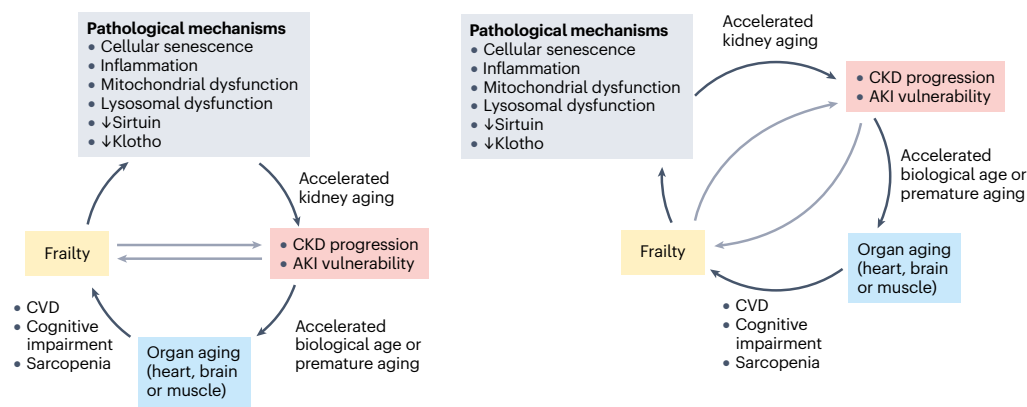 Pathological mechanisms
• Cellular senescence
• Inflammation
• Mitochondrial dysfunction
• Lysosomal dysfunction
• ↓Sirtuin
• ↓Klotho
Accelerated
kidney aging
Frailty
• CKD progression
• AKI vulnerability
• CVD
• Cognitive
impairment
• Sarcopenia
Organ aging
(heart, brain
or muscle)
Accelerated
biological age or
premature aging
Pathological mechanisms
• Cellular senescence
• Inflammation
• Mitochondrial dysfunction
• Lysosomal dysfunction
• ↓Sirtuin
• ↓Klotho
Accelerated
kidney aging
• CKD progression
• AKI vulnerability
Accelerated
biological age or
premature aging
Frailty
Organ aging
(heart, brain
or muscle)
• CVD
• Cognitive
impairment
• Sarcopenia